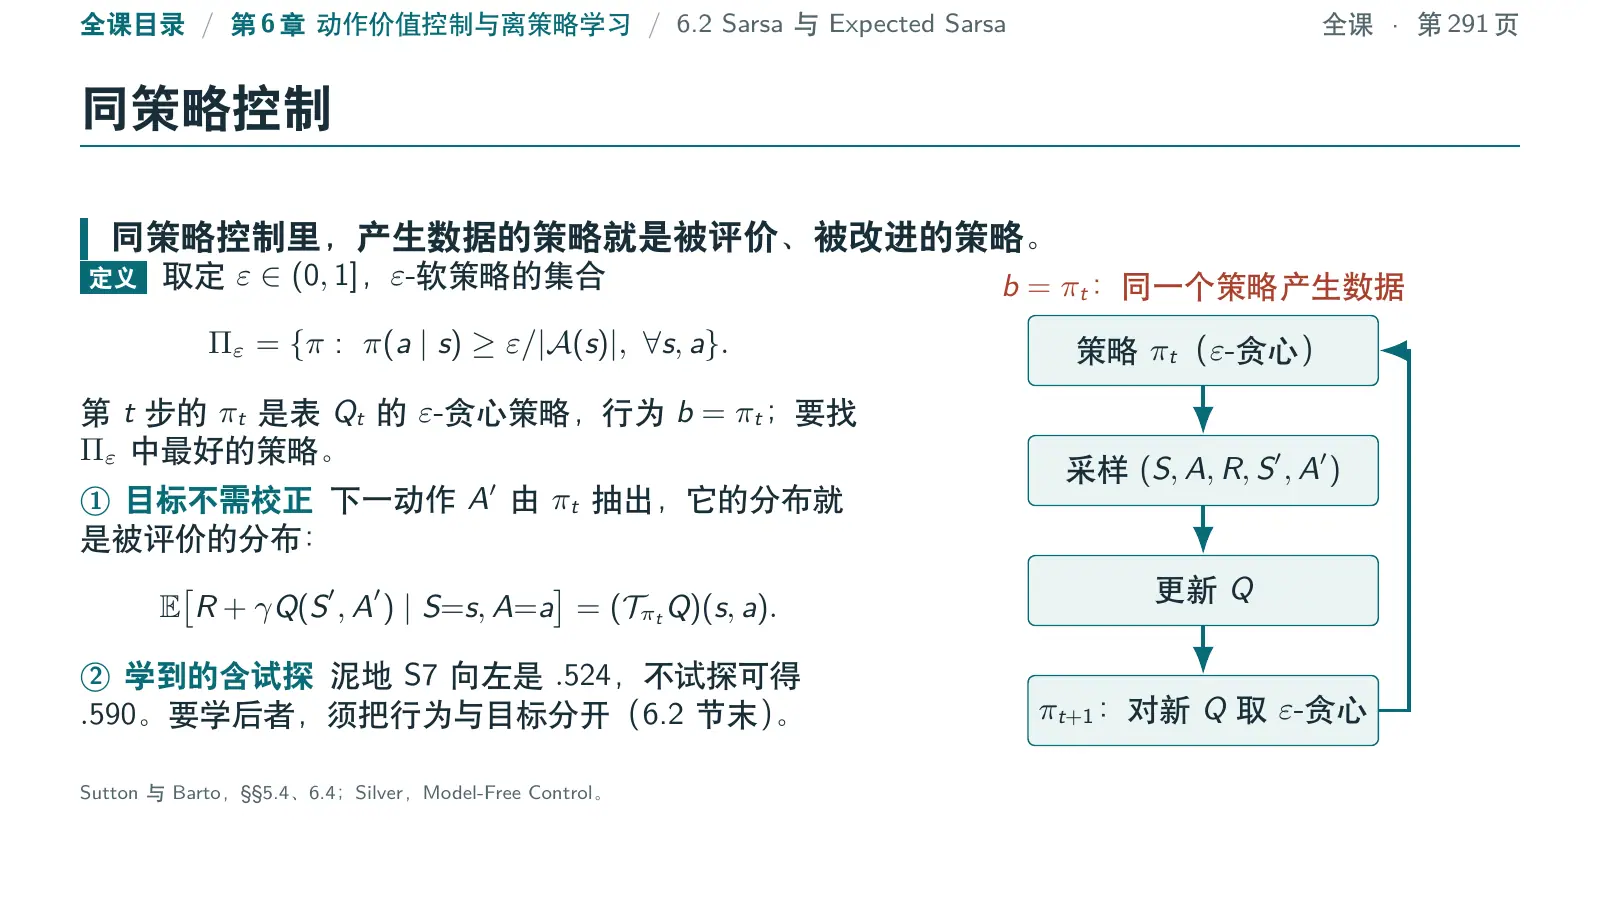 全课目录 / 第 6 章 动作价值控制与离策略学习 / 6.2 Sarsa 与 Expected Sarsa
全课 · 第 291 页
同策略控制
同策略控制里，产生数据的策略就是被评价、被改进的策略。
定义 取定 ε ∈ (0, 1]，ε-软策略的集合
Π_ε = {π : π(a | s) ≥ ε/|𝒜(s)|, ∀s, a}.
第 t 步的 π_t 是表 Q_t 的 ε-贪心策略，行为 b = π_t；要找
Π_ε 中最好的策略。
① 目标不需校正 下一动作 A′ 由 π_t 抽出，它的分布就
是被评价的分布：
𝔼[R + γQ(S′, A′) | S=s, A=a] = (𝒯_{π_t}Q)(s, a).
② 学到的含试探 泥地 S7 向左是 .524，不试探可得
.590。要学后者，须把行为与目标分开（6.2 节末）。
b = π_t：同一个策略产生数据
策略 π_t（ε-贪心）
采样 (S, A, R, S′, A′)
更新 Q
π_{t+1}：对新 Q 取 ε-贪心
Sutton 与 Barto，§§5.4、6.4；Silver，Model-Free Control。